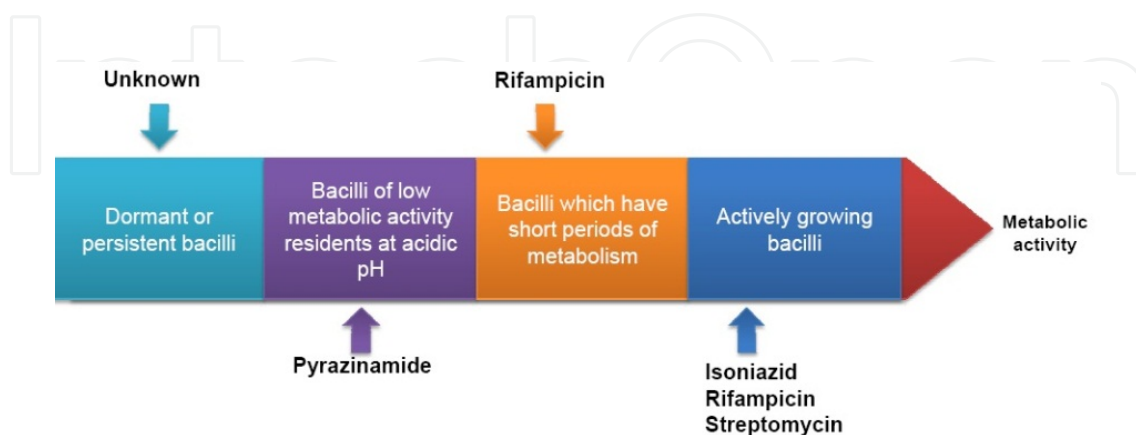 Unknown
Rifampicin
Dormant or
persistent bacilli
Bacilli of low
metabolic activity
residents at acidic
pH
Bacilli which have
short periods of
metabolism
Actively growing
bacilli
Metabolic
activity
Pyrazinamide
Isoniazid
Rifampicin
Streptomycin